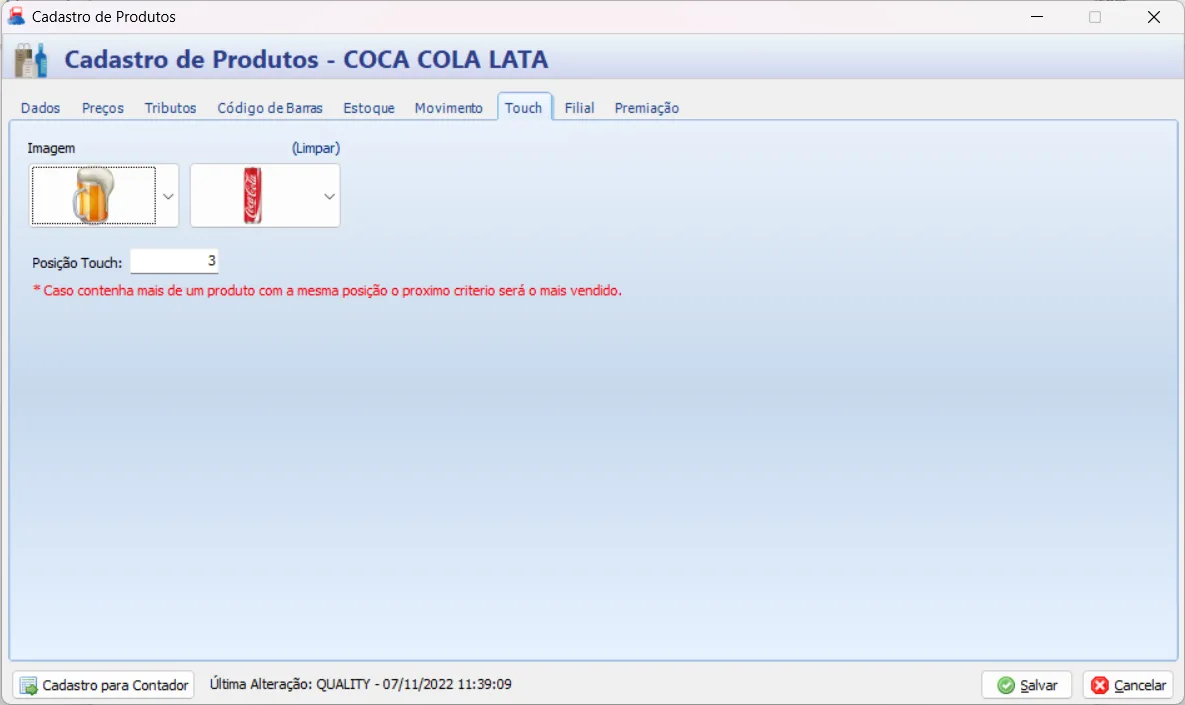 Cadastro de Produtos
Cadastro de Produtos - COCA COLA LATA
Dados Preços Tributos Código de Barras Estoque Movimento Touch Filial Premiação
Imagem (Limpar)
Coca-Cola
Posição Touch: 3
* Caso contenha mais de um produto com a mesma posição o proximo criterio será o mais vendido.
Cadastro para Contador Última Alteração: QUALITY - 07/11/2022 11:39:09 Salvar Cancelar